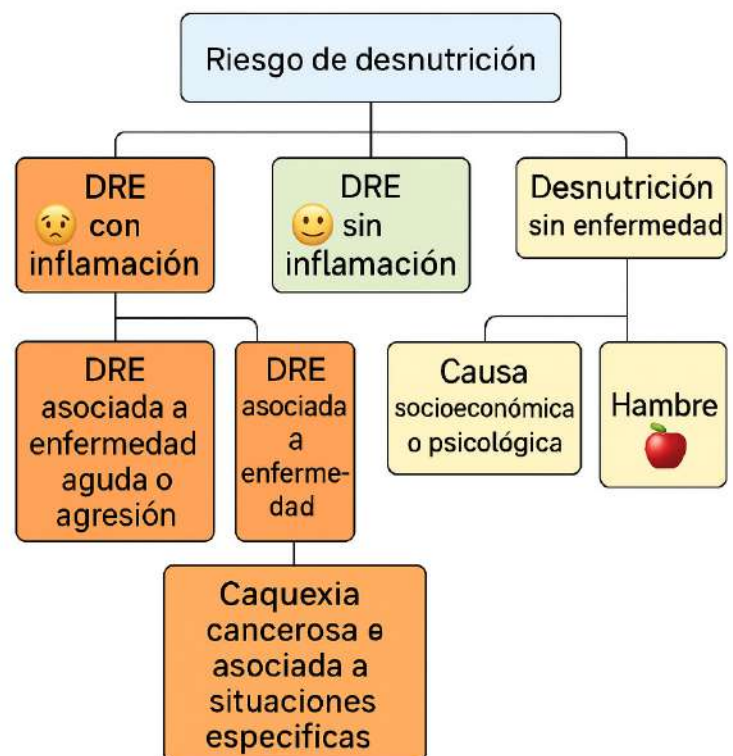 Riesgo de desnutrición
DRE
con
inflamación
DRE
sin
inflamación
Desnutrición
sin enfermedad
DRE
asociada a
enfermedad
aguda o
agresión
DRE
asociada
a
enferme-
dad
Causa
socioeconómica
o psicológica
Hambre
Caquexia
cancerosa e
asociada a
situaciones
especificas